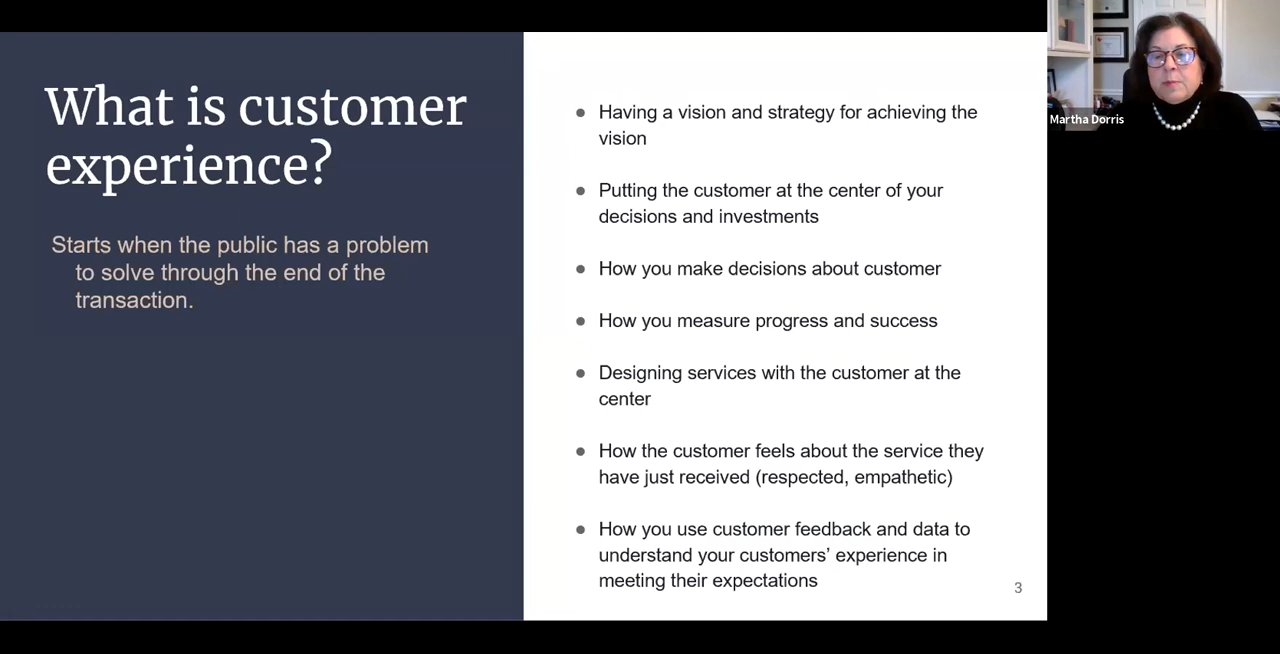 What is customer
experience?
Starts when the public has a problem
to solve through the end of the
transaction.
● Having a vision and strategy for achieving the
vision
● Putting the customer at the center of your
decisions and investments
● How you make decisions about customer
● How you measure progress and success
● Designing services with the customer at the
center
● How the customer feels about the service they
have just received (respected, empathetic)
● How you use customer feedback and data to
understand your customers’ experience in
meeting their expectations
3
Martha Dorris